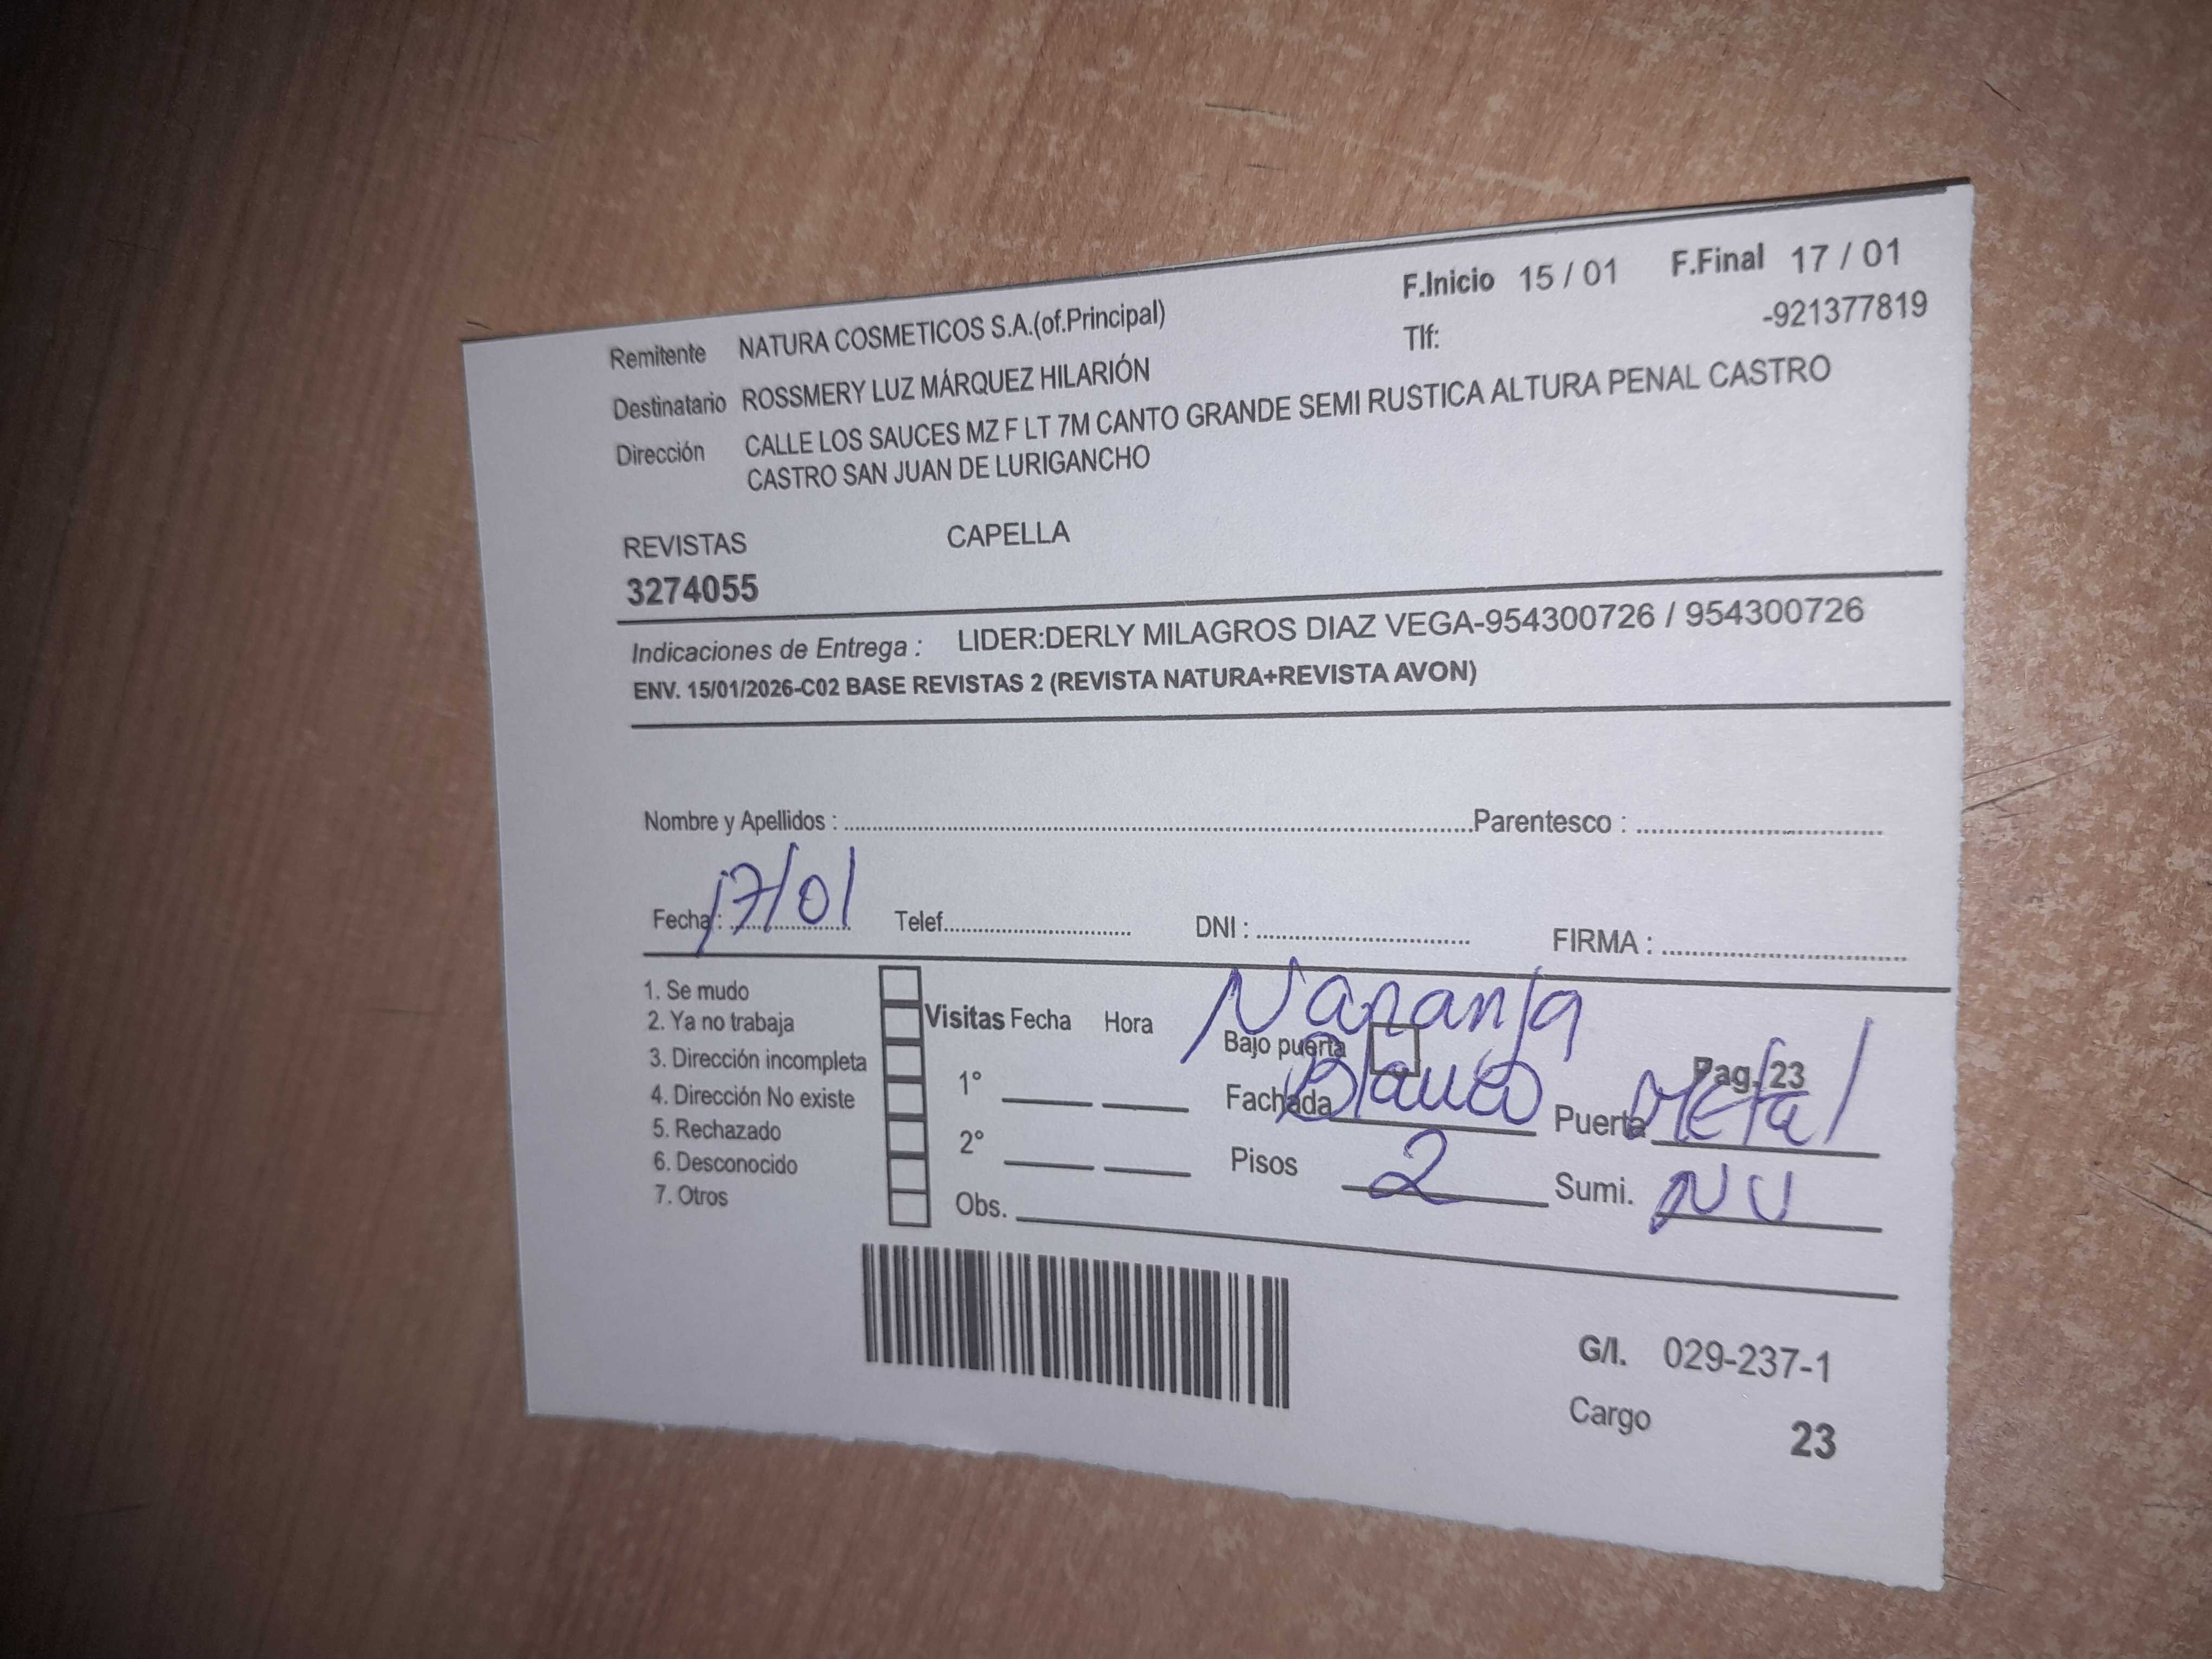 F.Inicio 15 / 01 F.Final 17 / 01
Remitente NATURA COSMETICOS S.A.(of.Principal) Tlf: -921377819
Destinatario ROSSMERY LUZ MÁRQUEZ HILARIÓN
Dirección CALLE LOS SAUCES MZ F LT 7M CANTO GRANDE SEMI RUSTICA ALTURA PENAL CASTRO
CASTRO SAN JUAN DE LURIGANCHO
REVISTAS CAPELLA
3274055
Indicaciones de Entrega : LIDER:DERLY MILAGROS DIAZ VEGA-954300726 / 954300726
ENV. 15/01/2026-C02 BASE REVISTAS 2 (REVISTA NATURA+REVISTA AVON)
Nombre y Apellidos : Parentesco :
Fecha : 17/01 Telef. DNI : FIRMA :
1. Se mudo
2. Ya no trabaja
3. Dirección incompleta
4. Dirección No existe
5. Rechazado
6. Desconocido
7. Otros
Visitas Fecha Hora
1°
2°
Obs.
Naranja
Bajo puerta Pag. 23
Fachada Blanco Puerta Metal
Pisos 2 Sumi. NV
G/I. 029-237-1
Cargo 23